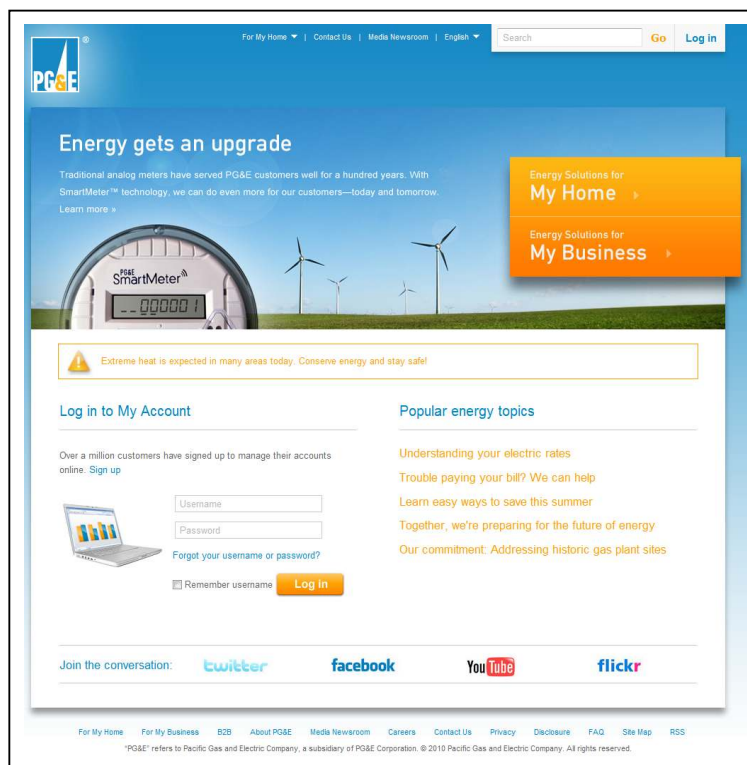 For My Home | Contact Us | Media Newsroom | English
Search Go Log in
PG&E ®
Energy gets an upgrade
Traditional analog meters have served PG&E customers well for a hundred years. With
SmartMeter™ technology, we can do even more for our customers—today and tomorrow.
Learn more »
Energy Solutions for
My Home
Energy Solutions for
My Business
PG&E
SmartMeter
__000001
Extreme heat is expected in many areas today. Conserve energy and stay safe!
Log in to My Account
Over a million customers have signed up to manage their accounts
online. Sign up
Username
Password
Forgot your username or password?
Remember username Log in
Popular energy topics
Understanding your electric rates
Trouble paying your bill? We can help
Learn easy ways to save this summer
Together, we're preparing for the future of energy
Our commitment: Addressing historic gas plant sites
Join the conversation: twitter facebook YouTube flickr
For My Home For My Business B2B About PG&E Media Newsroom Careers Contact Us Privacy Disclosure FAQ Site Map RSS
"PG&E" refers to Pacific Gas and Electric Company, a subsidiary of PG&E Corporation. © 2010 Pacific Gas and Electric Company. All rights reserved.